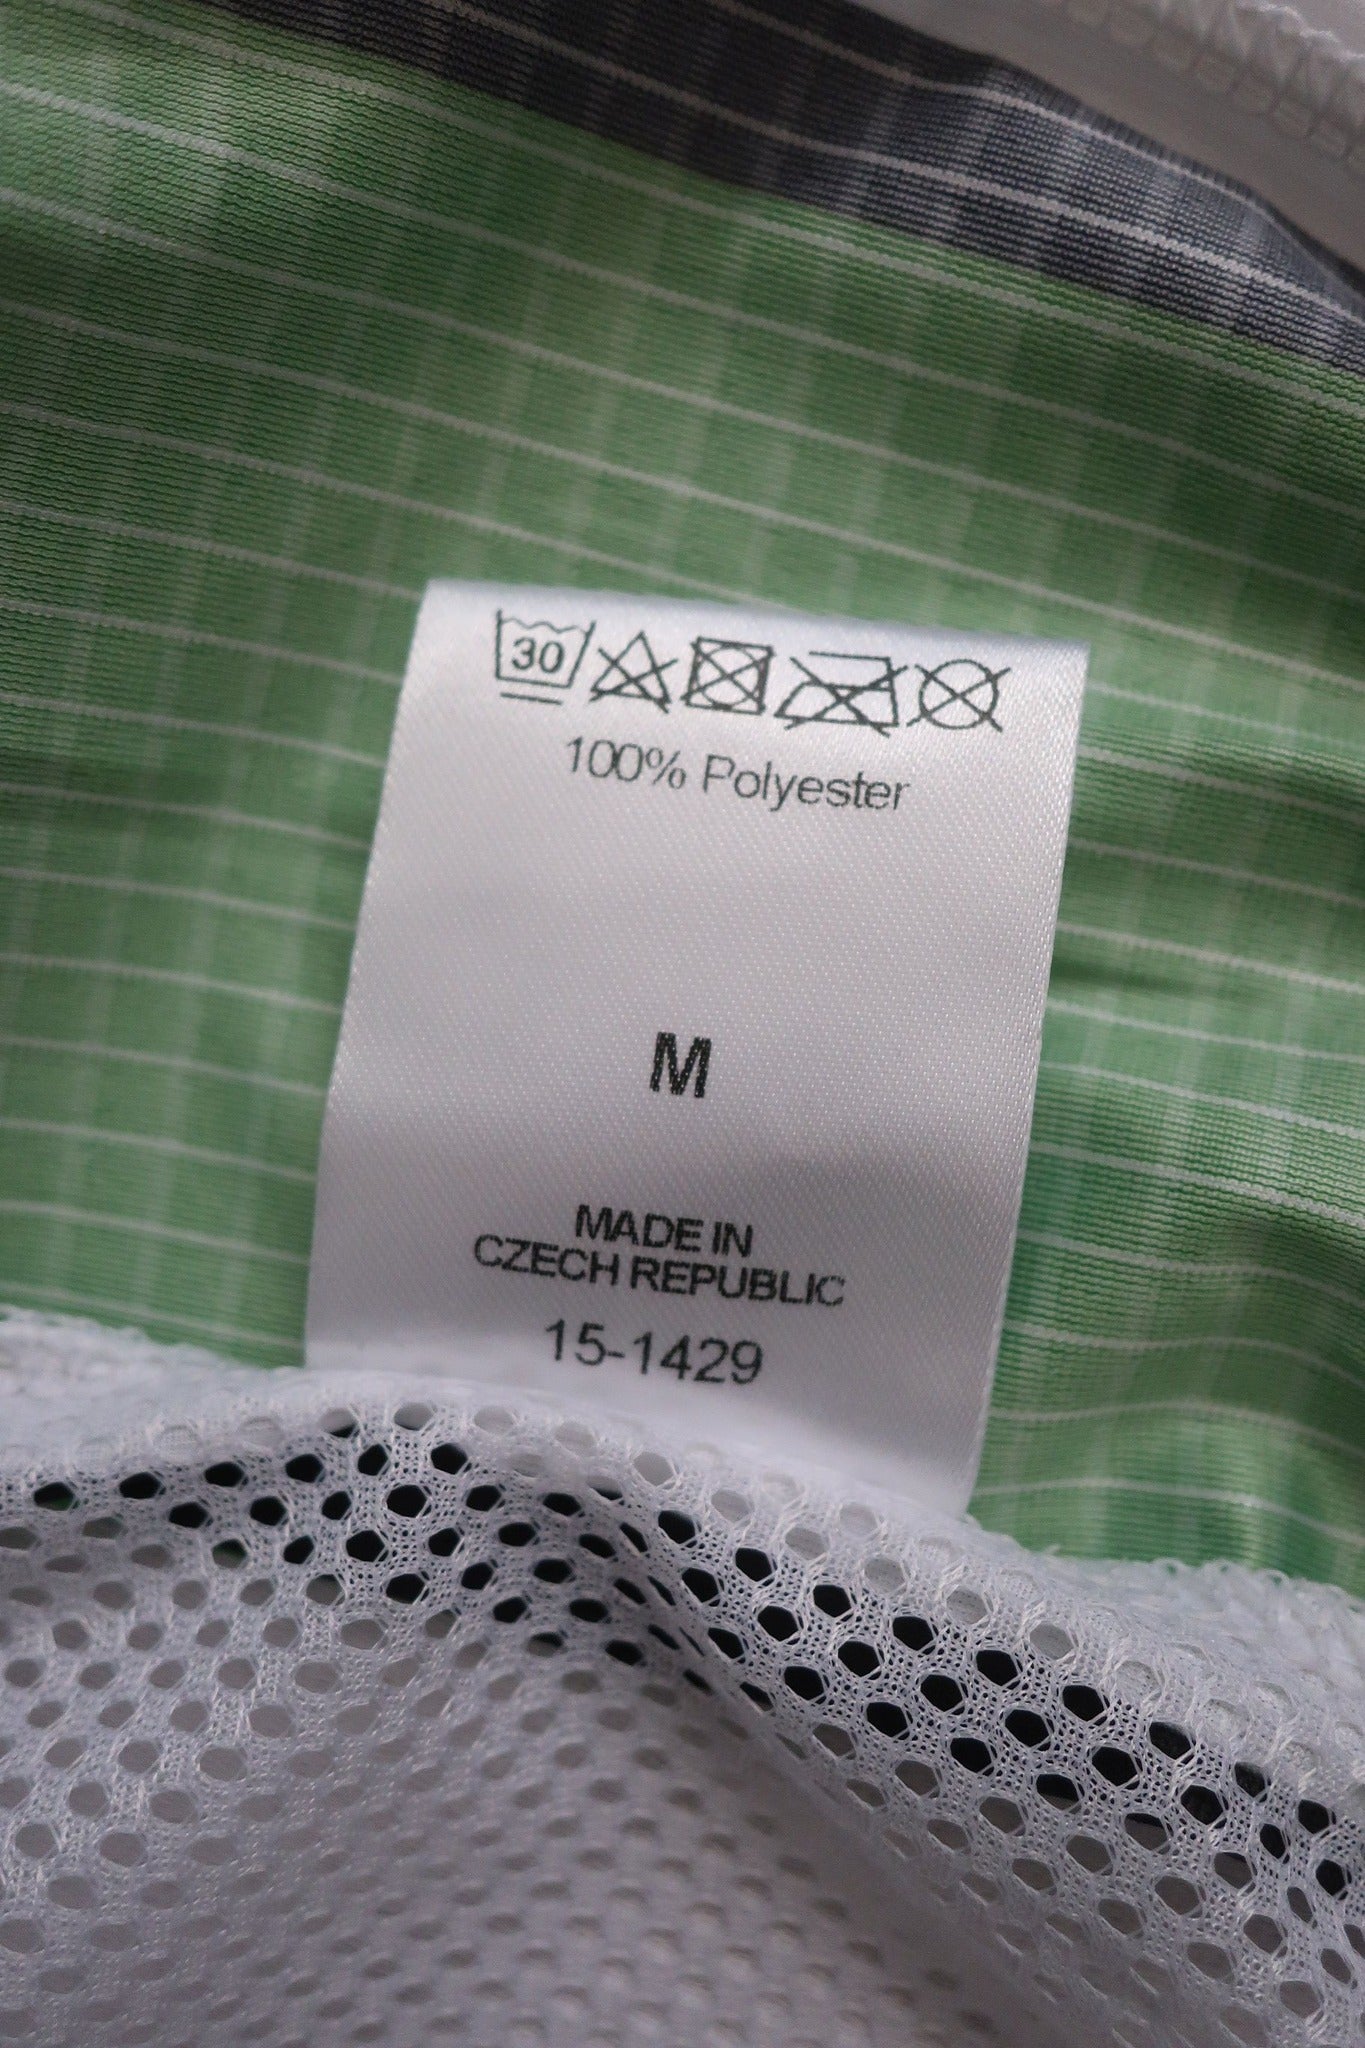 30
100% Polyester
M
MADE IN
CZECH REPUBLIC
15-1429